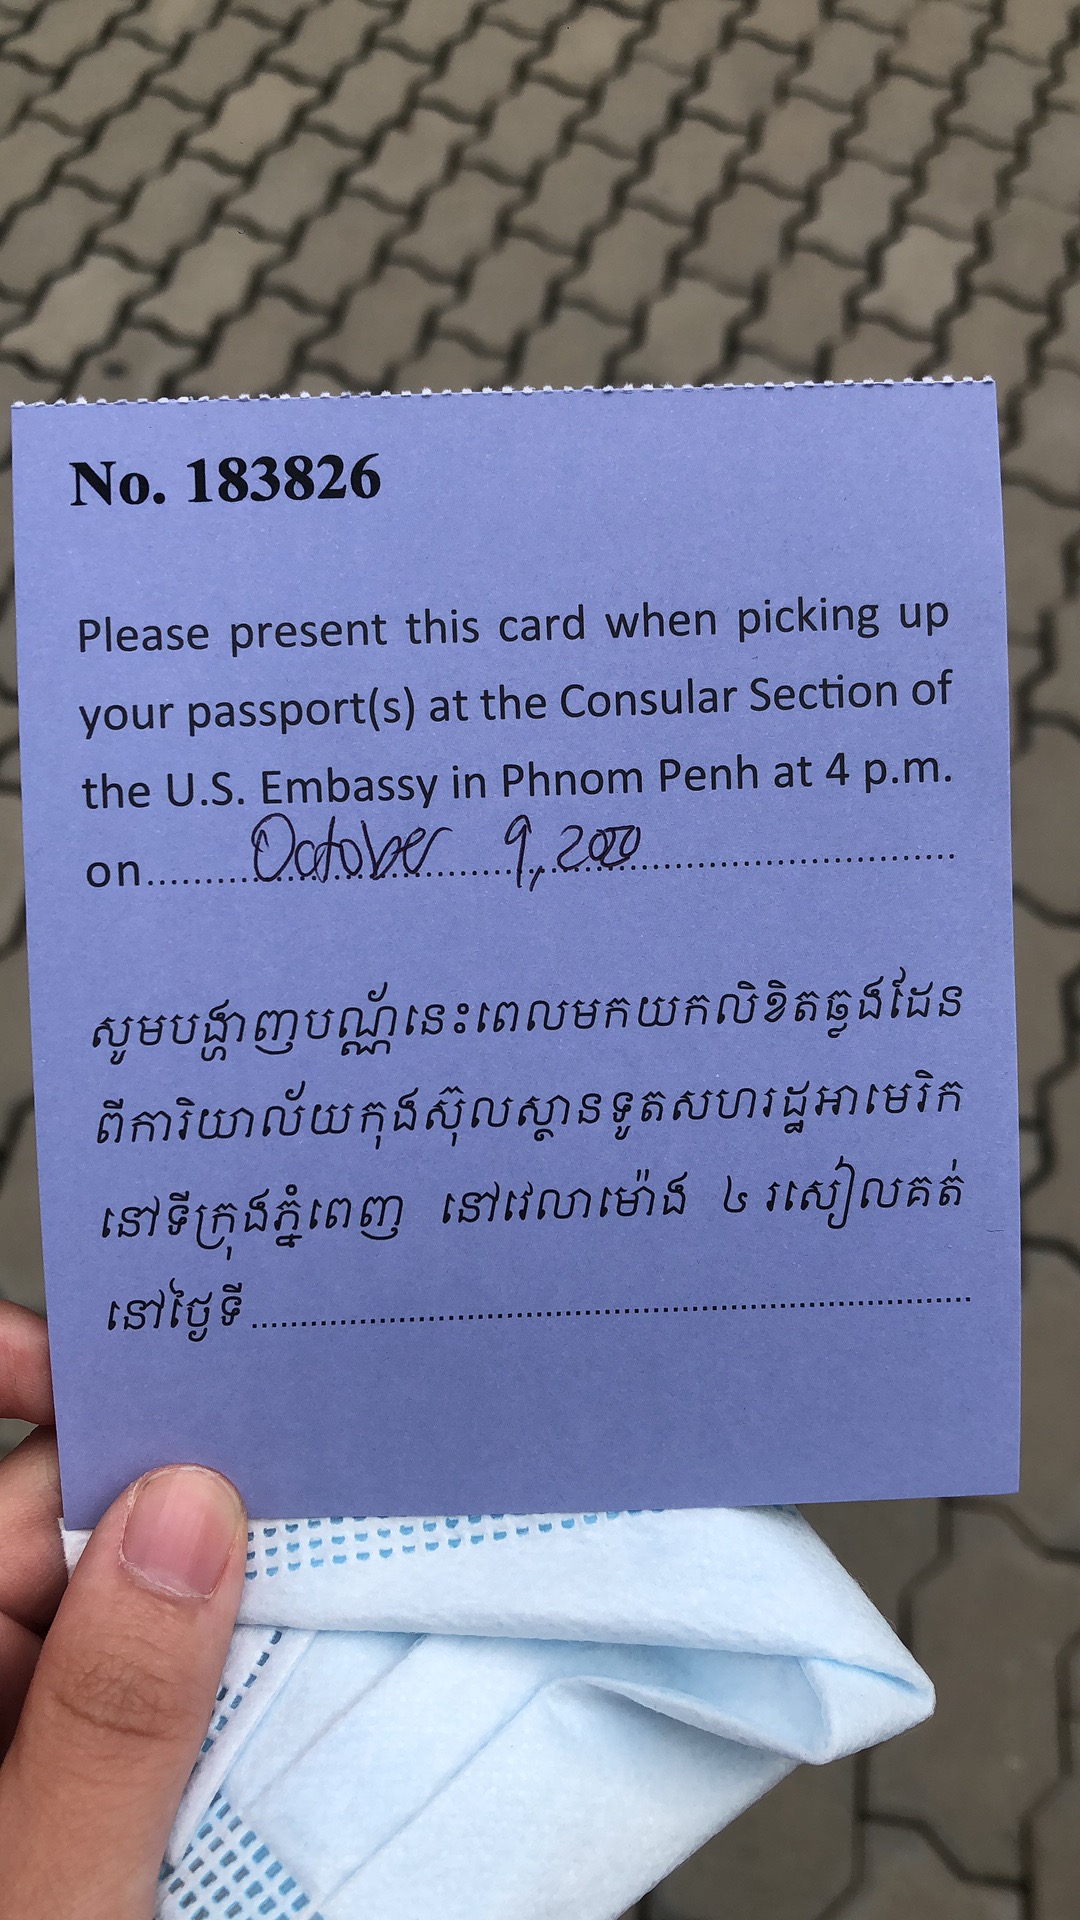 No. 183826
Please present this card when picking up
your passport(s) at the Consular Section of
the U.S. Embassy in Phnom Penh at 4 p.m.
on..........October 9, 2020..............................
សូមបង្ហាញបណ្ណ័នេះពេលមកយកលិខិតឆ្លងដែន
ពីការិយាល័យកុងស៊ុលស្ថានទូតសហរដ្ឋអាមេរិក
នៅទីក្រុងភ្នំពេញ នៅវេលាម៉ោង ៤ រសៀលគត់
នៅថ្ងៃទី......................................................................